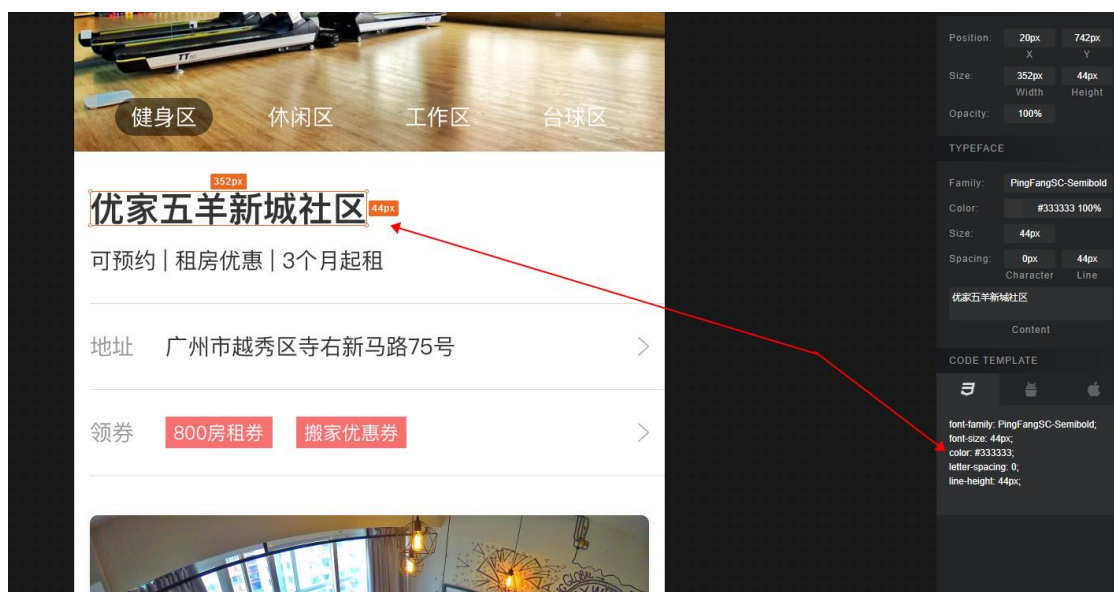 TT
健身区 休闲区 工作区 台球区
352px
优家五羊新城社区 44px
可预约 | 租房优惠 | 3个月起租
地址 广州市越秀区寺右新马路75号
领券 800房租券 搬家优惠券
Position: 20px 742px
X Y
Size: 352px 44px
Width Height
Opacity: 100%
TYPEFACE
Family: PingFangSC-Semibold
Color: #333333 100%
Size: 44px
Spacing: 0px 44px
Character Line
优家五羊新城社区
Content
CODE TEMPLATE
font-family: PingFangSC-Semibold;
font-size: 44px;
color: #333333;
letter-spacing: 0;
line-height: 44px;